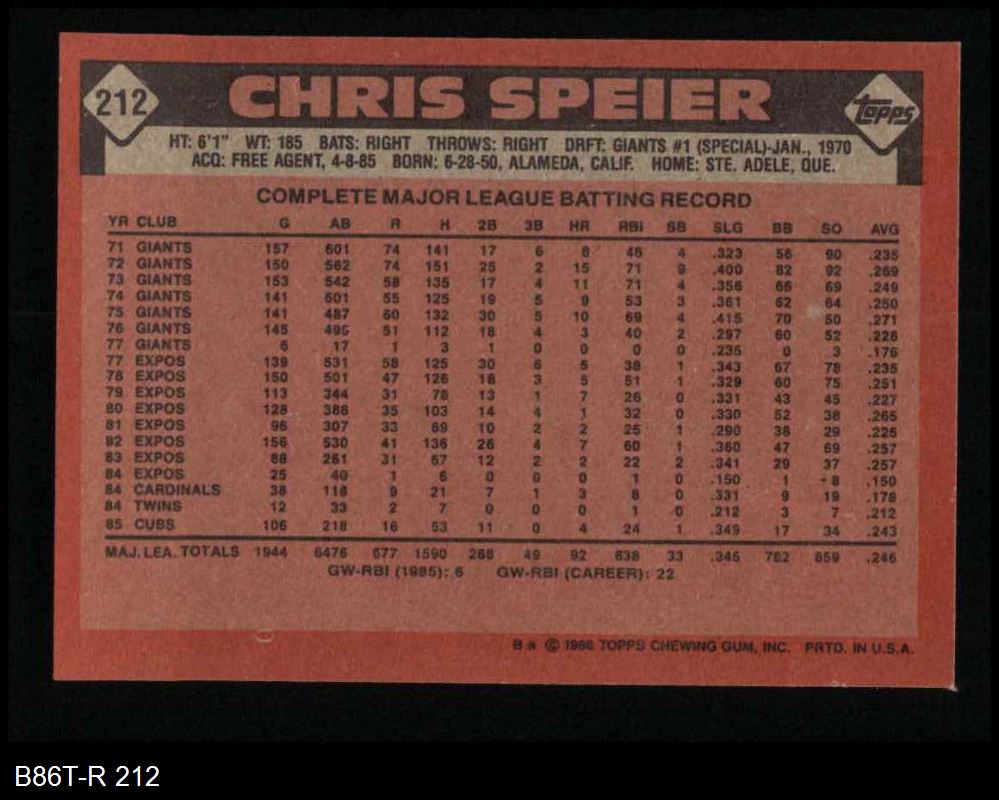 212 CHRIS SPEIER Topps
HT: 6'1" WT: 185 BATS: RIGHT THROWS: RIGHT DRFT: GIANTS #1 (SPECIAL)-JAN., 1970
ACQ: FREE AGENT, 4-8-85 BORN: 6-28-50, ALAMEDA, CALIF. HOME: STE. ADELE, QUE.
COMPLETE MAJOR LEAGUE BATTING RECORD
YR CLUB G AB R H 2B 3B HR RBI SB SLG BB SO AVG
71 GIANTS 157 601 74 141 17 6 8 46 4 .323 56 90 .235
72 GIANTS 150 562 74 151 25 2 15 71 9 .400 82 92 .269
73 GIANTS 153 542 58 135 17 4 11 71 4 .356 66 69 .249
74 GIANTS 141 501 55 125 19 5 9 53 3 .361 62 64 .250
75 GIANTS 141 487 60 132 30 5 10 69 4 .415 70 50 .271
76 GIANTS 145 495 51 112 18 4 3 40 2 .297 60 52 .226
77 GIANTS 6 17 1 3 1 0 0 0 0 .235 0 3 .176
77 EXPOS 139 531 58 125 30 6 5 38 1 .343 67 78 .235
78 EXPOS 150 501 47 126 18 3 5 51 1 .329 60 75 .251
79 EXPOS 113 344 31 78 13 1 7 26 0 .331 43 45 .227
80 EXPOS 128 388 35 103 14 4 1 32 0 .330 52 38 .265
81 EXPOS 96 307 33 69 10 2 2 25 1 .290 38 29 .225
82 EXPOS 156 530 41 136 26 4 7 60 1 .360 47 69 .257
83 EXPOS 88 261 31 67 12 2 2 22 2 .341 29 37 .257
84 EXPOS 25 40 1 6 0 0 0 1 0 .150 1 8 .150
84 CARDINALS 38 118 9 21 7 1 3 8 0 .331 9 19 .178
84 TWINS 12 33 2 7 0 0 0 1 0 .212 3 7 .212
85 CUBS 106 218 16 53 11 0 4 24 1 .349 17 34 .243
MAJ. LEA. TOTALS 1944 6476 677 1590 268 49 92 638 33 .345 762 859 .246
GW-RBI (1985): 6 GW-RBI (CAREER): 22
B* © 1986 TOPPS CHEWING GUM, INC. PRTD. IN U.S.A.
B86T-R 212